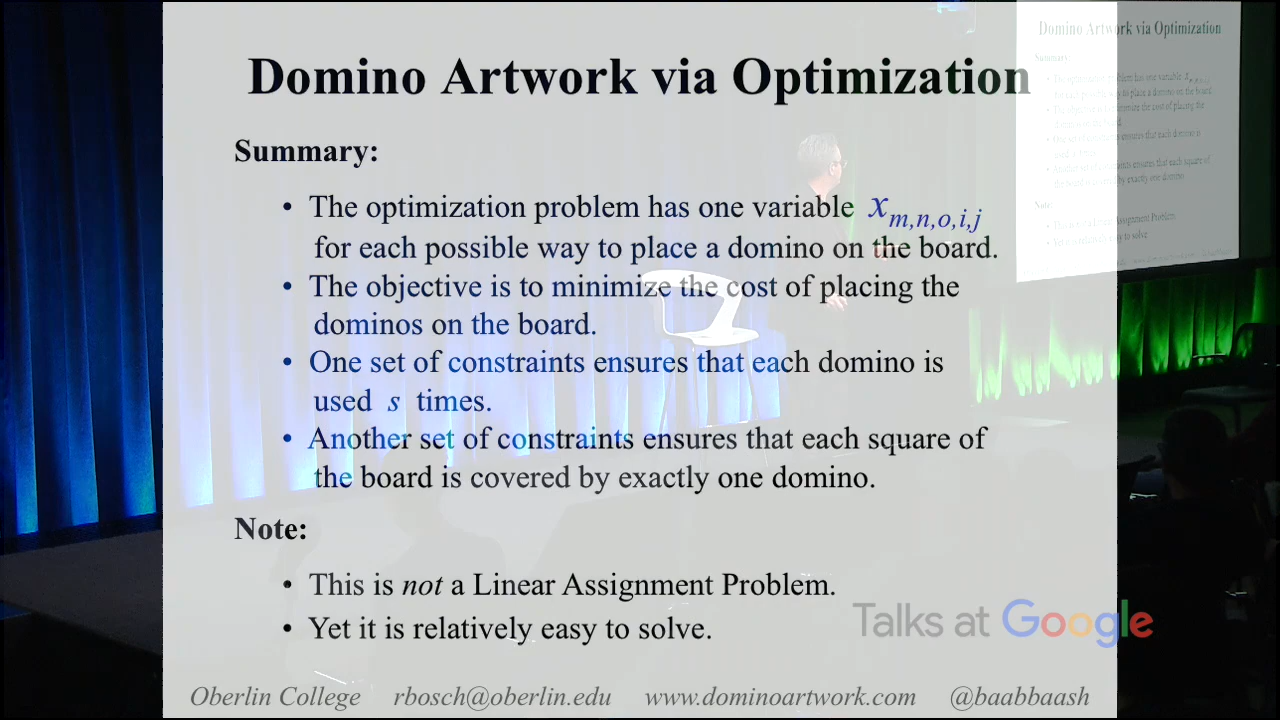 Domino Artwork via Optimization
Summary:
• The optimization problem has one variable x_{m,n,o,i,j}
for each possible way to place a domino on the board.
• The objective is to minimize the cost of placing the
dominos on the board.
• One set of constraints ensures that each domino is
used s times.
• Another set of constraints ensures that each square of
the board is covered by exactly one domino.
Note:
• This is not a Linear Assignment Problem.
• Yet it is relatively easy to solve.
Talks at Google
Oberlin College rbosch@oberlin.edu www.dominoartwork.com @baabbaash
Domino Artwork via Optimization